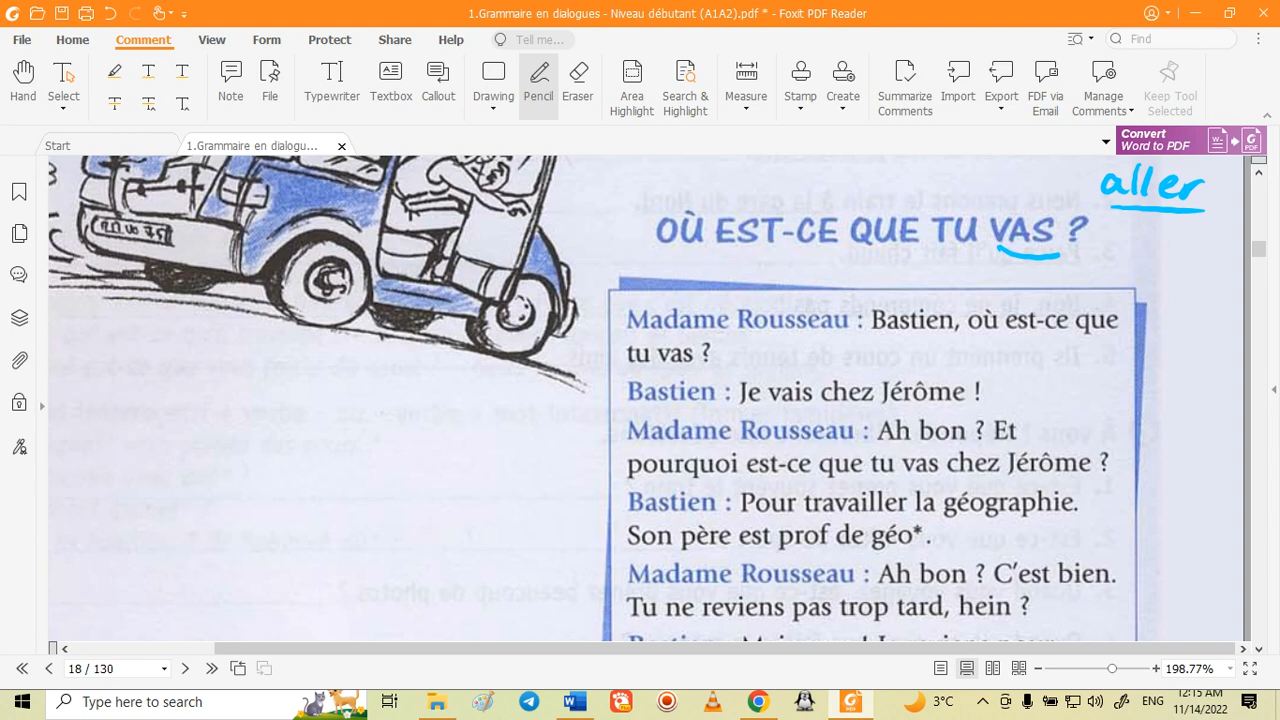 1.Grammaire en dialogues - Niveau débutant (A1A2).pdf * - Foxit PDF Reader
File Home Comment View Form Protect Share Help Tell me... Find
Hand Select Note File Typewriter Textbox Callout Drawing Pencil Eraser Area Highlight Search & Highlight Measure Stamp Create Summarize Comments Import Export FDF via Email Manage Comments Keep Tool Selected
Start 1.Grammaire en dialogu... Convert Word to PDF
aller
OÙ EST-CE QUE TU VAS ?
Madame Rousseau : Bastien, où est-ce que
tu vas ?
Bastien : Je vais chez Jérôme !
Madame Rousseau : Ah bon ? Et
pourquoi est-ce que tu vas chez Jérôme ?
Bastien : Pour travailler la géographie.
Son père est prof de géo*.
Madame Rousseau : Ah bon ? C'est bien.
Tu ne reviens pas trop tard, hein ?
18 / 130 198.77%
Type here to search 3°C ENG 12:15 AM
11/14/2022